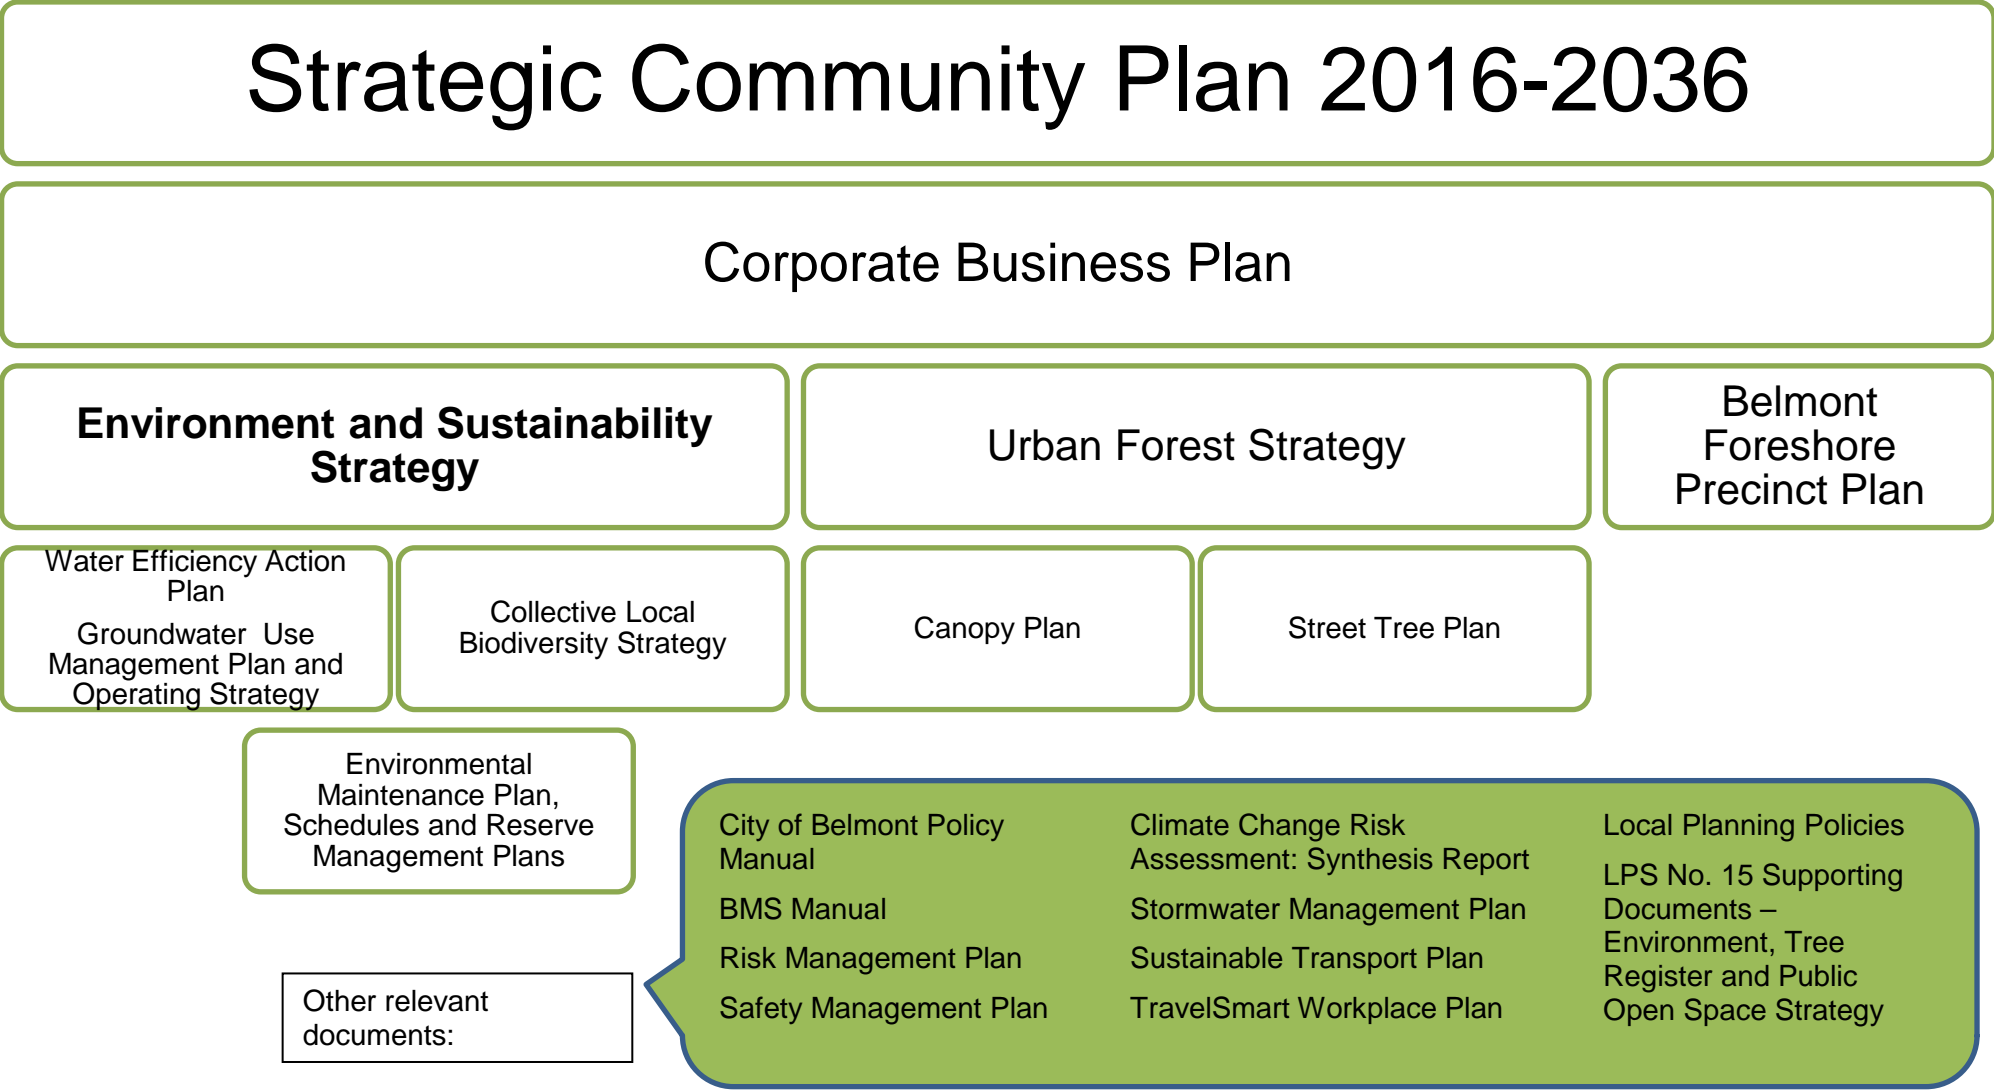 Strategic Community Plan 2016-2036
Corporate Business Plan
Environment and Sustainability
Strategy
Urban Forest Strategy
Belmont
Foreshore
Precinct Plan
Water Efficiency Action
Plan
Groundwater Use
Management Plan and
Operating Strategy
Collective Local
Biodiversity Strategy
Canopy Plan
Street Tree Plan
Environmental
Maintenance Plan,
Schedules and Reserve
Management Plans
Other relevant
documents:
City of Belmont Policy
Manual
BMS Manual
Risk Management Plan
Safety Management Plan
Climate Change Risk
Assessment: Synthesis Report
Stormwater Management Plan
Sustainable Transport Plan
TravelSmart Workplace Plan
Local Planning Policies
LPS No. 15 Supporting
Documents –
Environment, Tree
Register and Public
Open Space Strategy